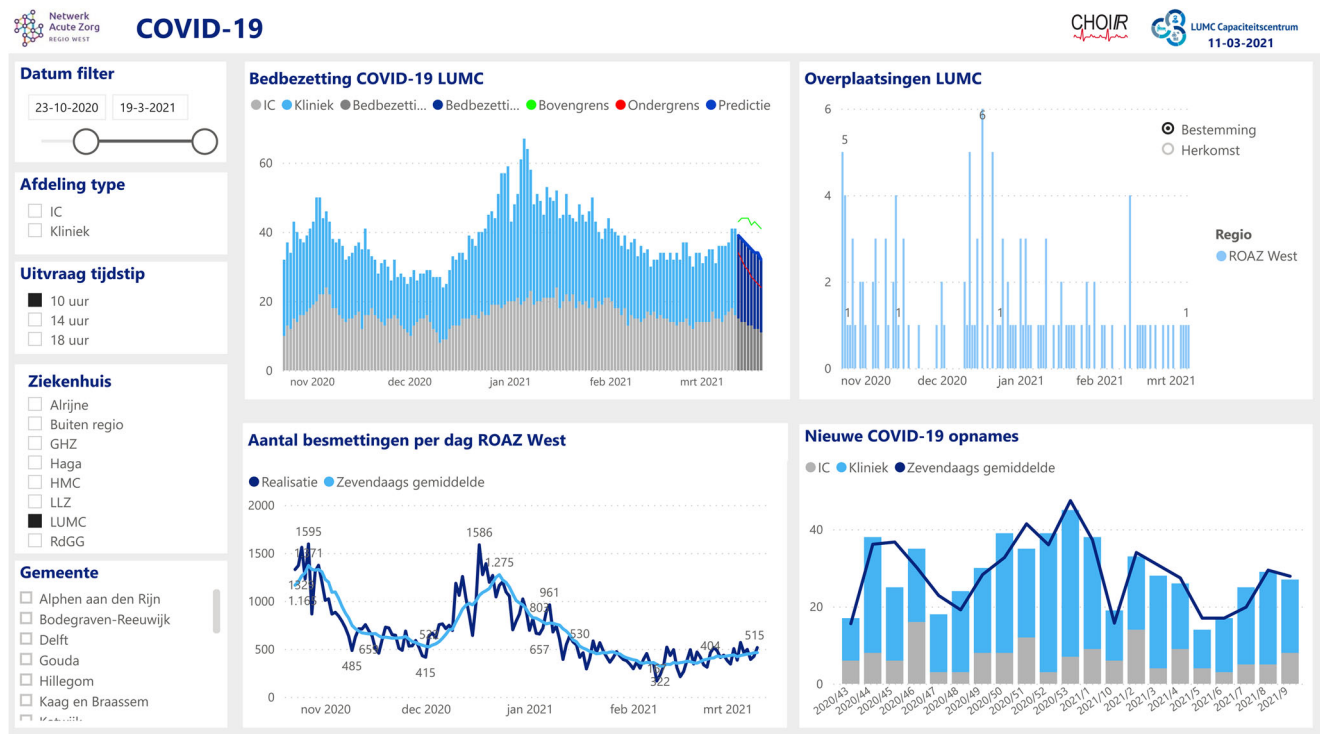 Netwerk
Acute Zorg
REGIO WEST
COVID-19
CHOIR
LUMC Capaciteitscentrum
11-03-2021
Datum filter
23-10-2020 19-3-2021
Afdeling type
IC
Kliniek
Uitvraag tijdstip
10 uur
14 uur
18 uur
Ziekenhuis
Alrijne
Buiten regio
GHZ
Haga
HMC
LLZ
LUMC
RdGG
Gemeente
Alphen aan den Rijn
Bodegraven-Reeuwijk
Delft
Gouda
Hillegom
Kaag en Braassem
Bedbezetting COVID-19 LUMC
IC Kliniek Bedbezetti... Bedbezetti... Bovengrens Ondergrens Predictie
60
40
20
0
nov 2020 dec 2020 jan 2021 feb 2021 mrt 2021
Overplaatsingen LUMC
6
4
2
0
5
6
1 1 1 1
nov 2020 dec 2020 jan 2021 feb 2021 mrt 2021
Bestemming
Herkomst
Regio
ROAZ West
Aantal besmettingen per dag ROAZ West
Realisatie Zevendaags gemiddelde
2000
1500
1000
500
0
1595
1586
1.275
961
657
530
485
415
404
515
322
nov 2020 dec 2020 jan 2021 feb 2021 mrt 2021
Nieuwe COVID-19 opnames
IC Kliniek Zevendaags gemiddelde
40
20
0
2020/43 2020/44 2020/45 2020/46 2020/47 2020/48 2020/49 2020/50 2020/51 2020/52 2020/53 2021/1 2021/10 2021/2 2021/3 2021/4 2021/5 2021/6 2021/7 2021/8 2021/9